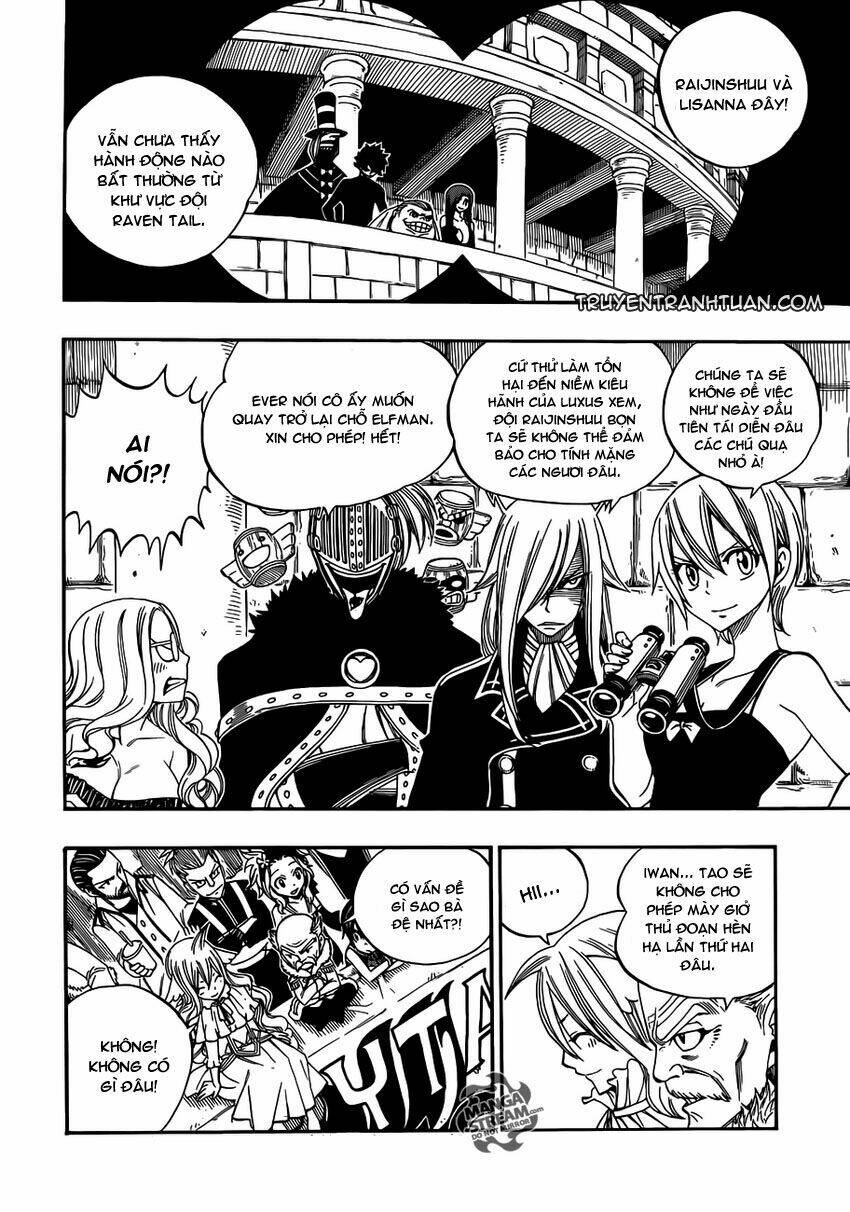 RAIJINSHUU VÀ
LISANNA ĐÂY!
VẪN CHƯA THẤY
HÀNH ĐỘNG NÀO
BẤT THƯỜNG TỪ
KHU VỰC ĐỘI
RAVEN TAIL.
TRUYENTRANHTUAN.COM
CHÚNG TA SẼ
KHÔNG ĐỂ VIỆC
NHƯ NGÀY ĐẦU
TIÊN TÁI DIỄN ĐÂU
CÁC CHÚ QUẠ
NHỎ À!
CỨ THỬ LÀM TỔN
HẠI ĐẾN NIỀM KIÊU
HÃNH CỦA LUXUS XEM,
ĐỘI RAIJINSHUU BỌN
TA SẼ KHÔNG THỂ ĐẢM
BẢO CHO TÍNH MẠNG
CÁC NGƯƠI ĐÂU.
EVER NÓI CÔ ẤY MUỐN
QUAY TRỞ LẠI CHỖ ELFMAN.
XIN CHO PHÉP! HẾT!
AI
NÓI?!
IWAN... TAO SẼ
KHÔNG CHO
PHÉP MÀY GIỞ
THỦ ĐOẠN HÈN
HẠ LẦN THỨ HAI
ĐÂU.
HII...
CÓ VẤN ĐỀ
GÌ SAO BÀ
ĐỆ NHẤT?!
KHÔNG!
KHÔNG CÓ
GÌ ĐÂU!
YTA
MANGA
STREAM.com
DO NOT MIRROR!